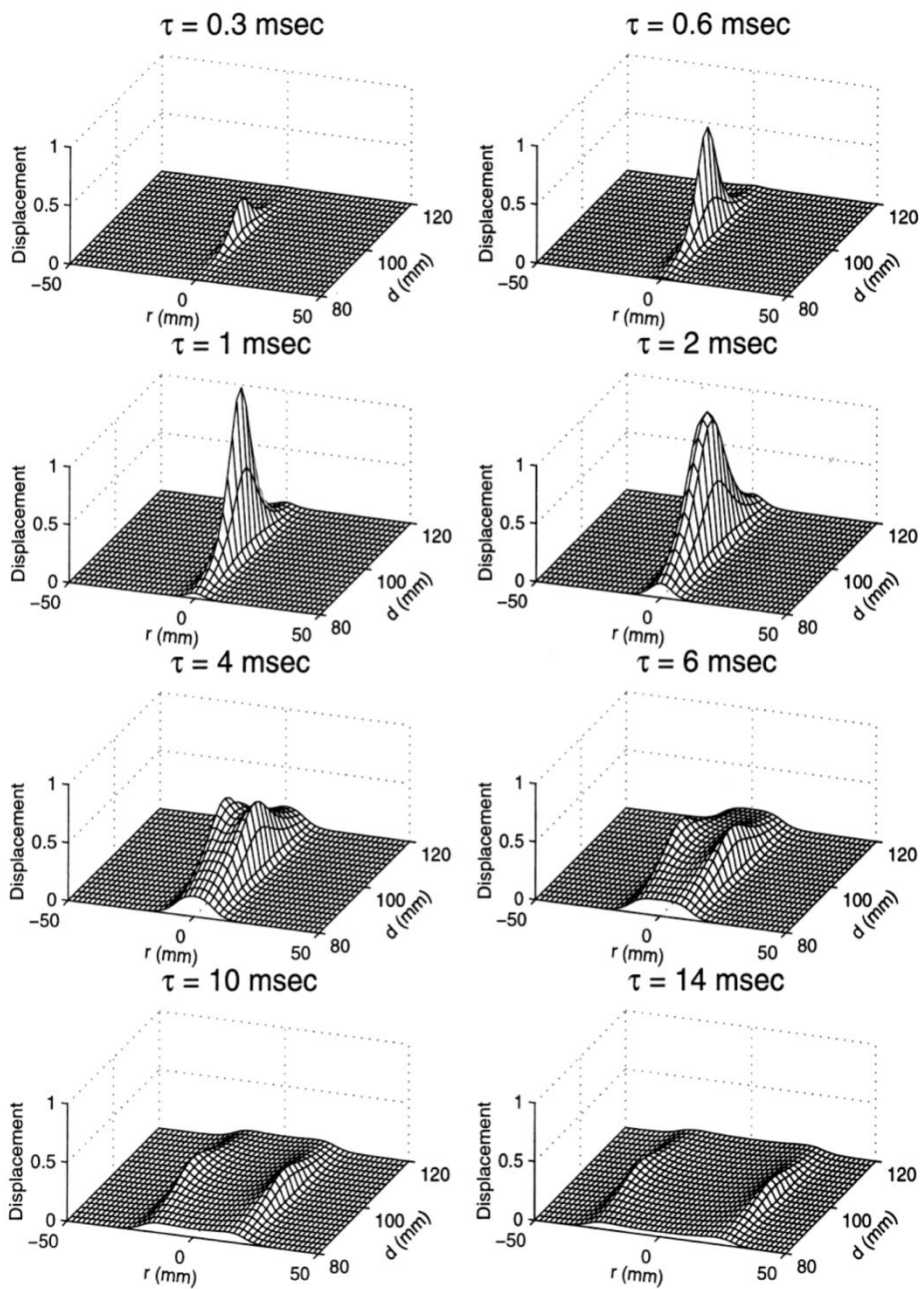 τ = 0.3 msec
1
0.5
0
Displacement
−50
0
50
r (mm)
80
100
120
d (mm)
τ = 0.6 msec
1
0.5
0
Displacement
−50
0
50
r (mm)
80
100
120
d (mm)
τ = 1 msec
1
0.5
0
Displacement
−50
0
50
r (mm)
80
100
120
d (mm)
τ = 2 msec
1
0.5
0
Displacement
−50
0
50
r (mm)
80
100
120
d (mm)
τ = 4 msec
1
0.5
0
Displacement
−50
0
50
r (mm)
80
100
120
d (mm)
τ = 6 msec
1
0.5
0
Displacement
−50
0
50
r (mm)
80
100
120
d (mm)
τ = 10 msec
1
0.5
0
Displacement
−50
0
50
r (mm)
80
100
120
d (mm)
τ = 14 msec
1
0.5
0
Displacement
−50
0
50
r (mm)
80
100
120
d (mm)